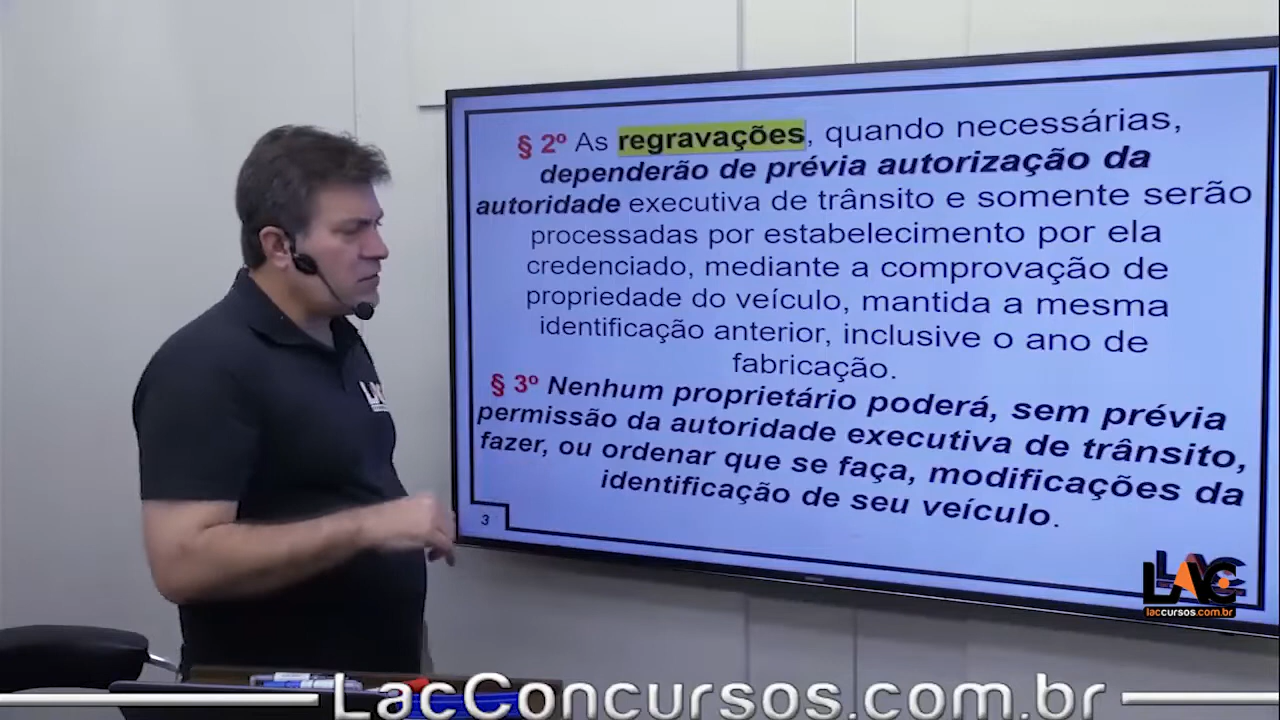 § 2º As regravações, quando necessárias,
dependerão de prévia autorização da
autoridade executiva de trânsito e somente serão
processadas por estabelecimento por ela
credenciado, mediante a comprovação de
propriedade do veículo, mantida a mesma
identificação anterior, inclusive o ano de
fabricação.
§ 3º Nenhum proprietário poderá, sem prévia
permissão da autoridade executiva de trânsito,
fazer, ou ordenar que se faça, modificações da
identificação de seu veículo.
3
LAC
LAC
laccursos.com.br
LacConcursos.com.br